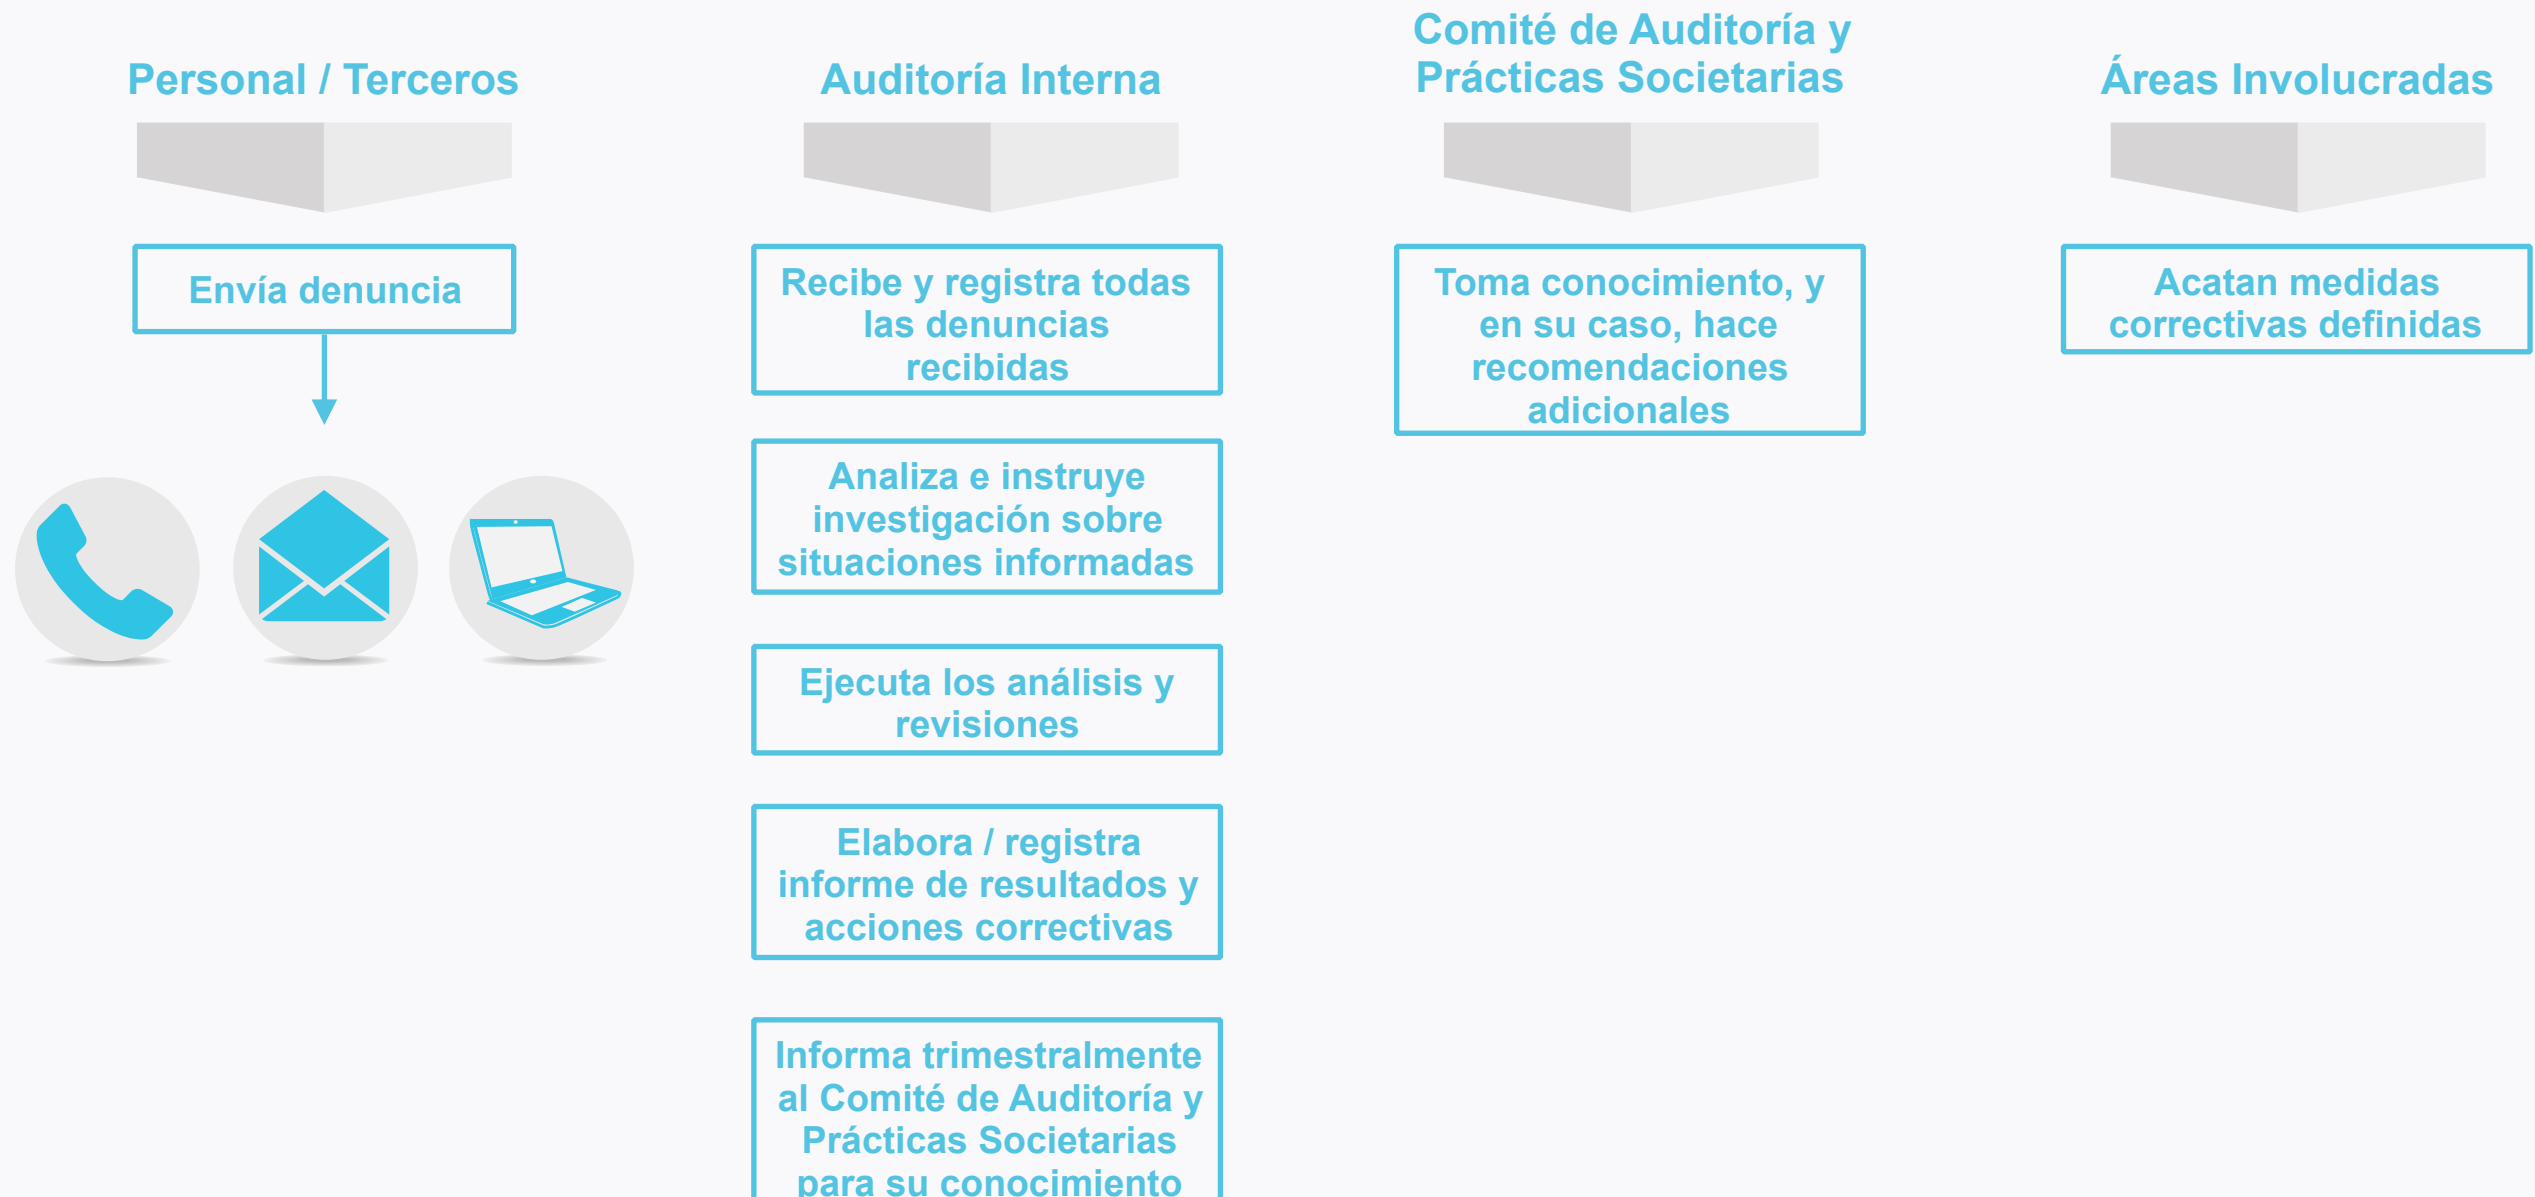 Personal / Terceros
Envía denuncia
Auditoría Interna
Recibe y registra todas
las denuncias
recibidas
Analiza e instruye
investigación sobre
situaciones informadas
Ejecuta los análisis y
revisiones
Elabora / registra
informe de resultados y
acciones correctivas
Informa trimestralmente
al Comité de Auditoría y
Prácticas Societarias
para su conocimiento
Comité de Auditoría y
Prácticas Societarias
Toma conocimiento, y
en su caso, hace
recomendaciones
adicionales
Áreas Involucradas
Acatan medidas
correctivas definidas